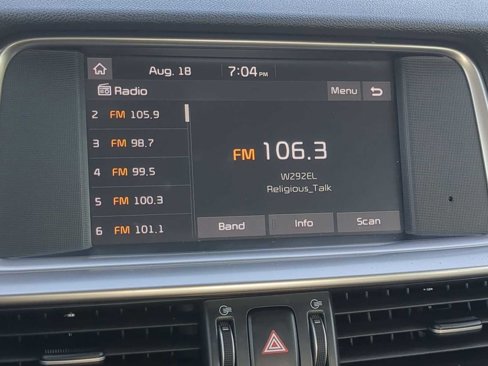 Aug. 18 7:04 PM
Radio Menu
2 FM 105.9
3 FM 98.7
4 FM 99.5
5 FM 100.3
6 FM 101.1
FM 106.3
W292EL
Religious_Talk
Band Info Scan